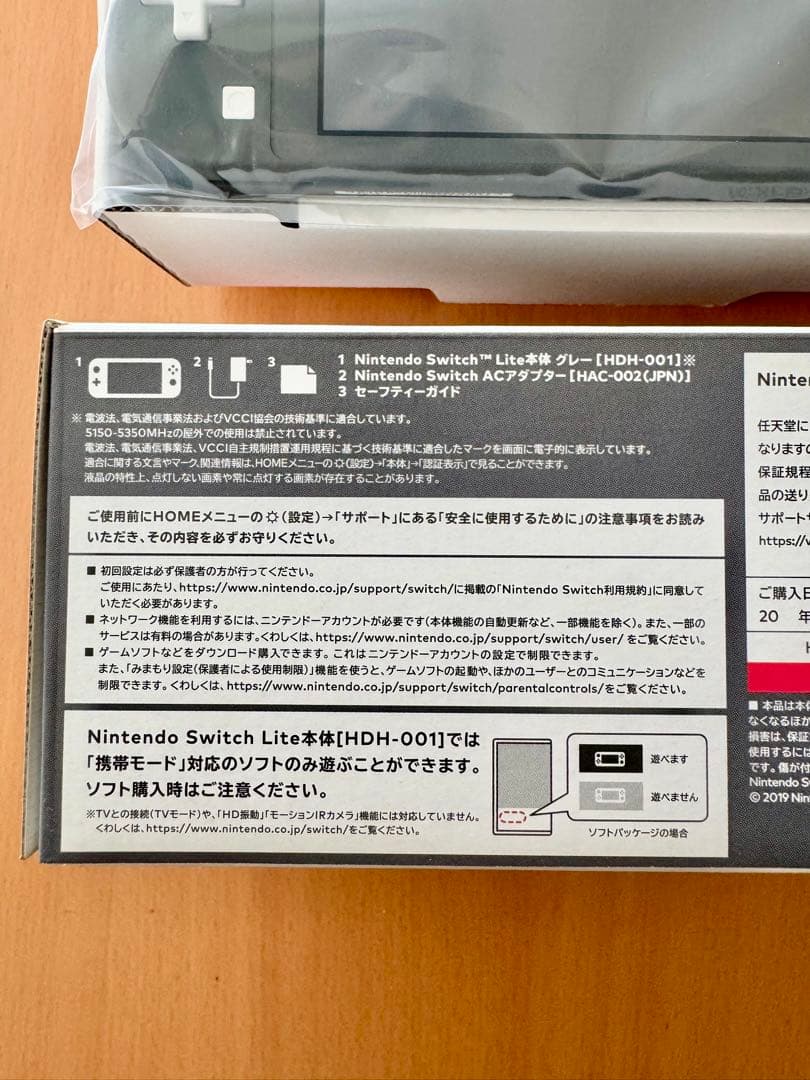 1 2 3
1 Nintendo Switch™ Lite本体 グレー[HDH-001]※
2 Nintendo Switch ACアダプター[HAC-002(JPN)]
3 セーフティーガイド
※ 電波法、電気通信事業法およびVCCI協会の技術基準に適合しています。
5150-5350MHzの屋外での使用は禁止されています。
電波法、電気通信事業法、VCCI自主規制措置運用規程に基づく技術基準に適合したマークを画面に電子的に表示しています。
適合に関する文言やマーク、関連情報は、HOMEメニューの(設定)→「本体」→「認証表示」で見ることができます。
液晶の特性上、点灯しない画素や常に点灯する画素が存在することがあります。
ご使用前にHOMEメニューの(設定)→「サポート」にある「安全に使用するために」の注意事項をお読み
いただき、その内容を必ずお守りください。
■ 初回設定は必ず保護者の方が行ってください。
ご使用にあたり、https://www.nintendo.co.jp/support/switch/に掲載の「Nintendo Switch利用規約」に同意して
いただく必要があります。
■ ネットワーク機能を利用するには、ニンテンドーアカウントが必要です(本体機能の自動更新など、一部機能を除く)。また、一部の
サービスは有料の場合があります。くわしくは、https://www.nintendo.co.jp/support/switch/user/ をご覧ください。
■ ゲームソフトなどをダウンロード購入できます。これはニンテンドーアカウントの設定で制限できます。
また、「みまもり設定(保護者による使用制限)」機能を使うと、ゲームソフトの起動や、ほかのユーザーとのコミュニケーションなどを
制限できます。くわしくは、https://www.nintendo.co.jp/support/switch/parentalcontrols/をご覧ください。
Nintendo Switch Lite本体[HDH-001]では
「携帯モード」対応のソフトのみ遊ぶことができます。
ソフト購入時はご注意ください。
※TVとの接続(TVモード)や、「HD振動」「モーションIRカメラ」機能には対応していません。
くわしくは、https://www.nintendo.co.jp/switch/をご覧ください。
遊べます
遊べません
ソフトパッケージの場合
Ninte
任天堂に
なりますの
保証規程
品の送り
サポートサ
https://w
ご購入日
20 年
■ 本品は本体
なくなるほか
損害は、保証
使用するには
です。傷が付
Nintendo S
© 2019 Nin